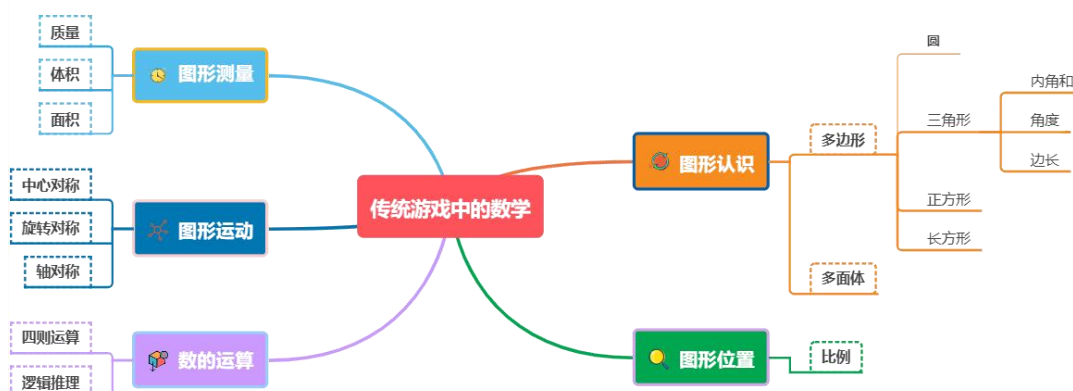 传统游戏中的数学
图形测量
质量
体积
面积
图形运动
中心对称
旋转对称
轴对称
数的运算
四则运算
逻辑推理
图形认识
多边形
圆
三角形
内角和
角度
边长
正方形
长方形
多面体
图形位置
比例